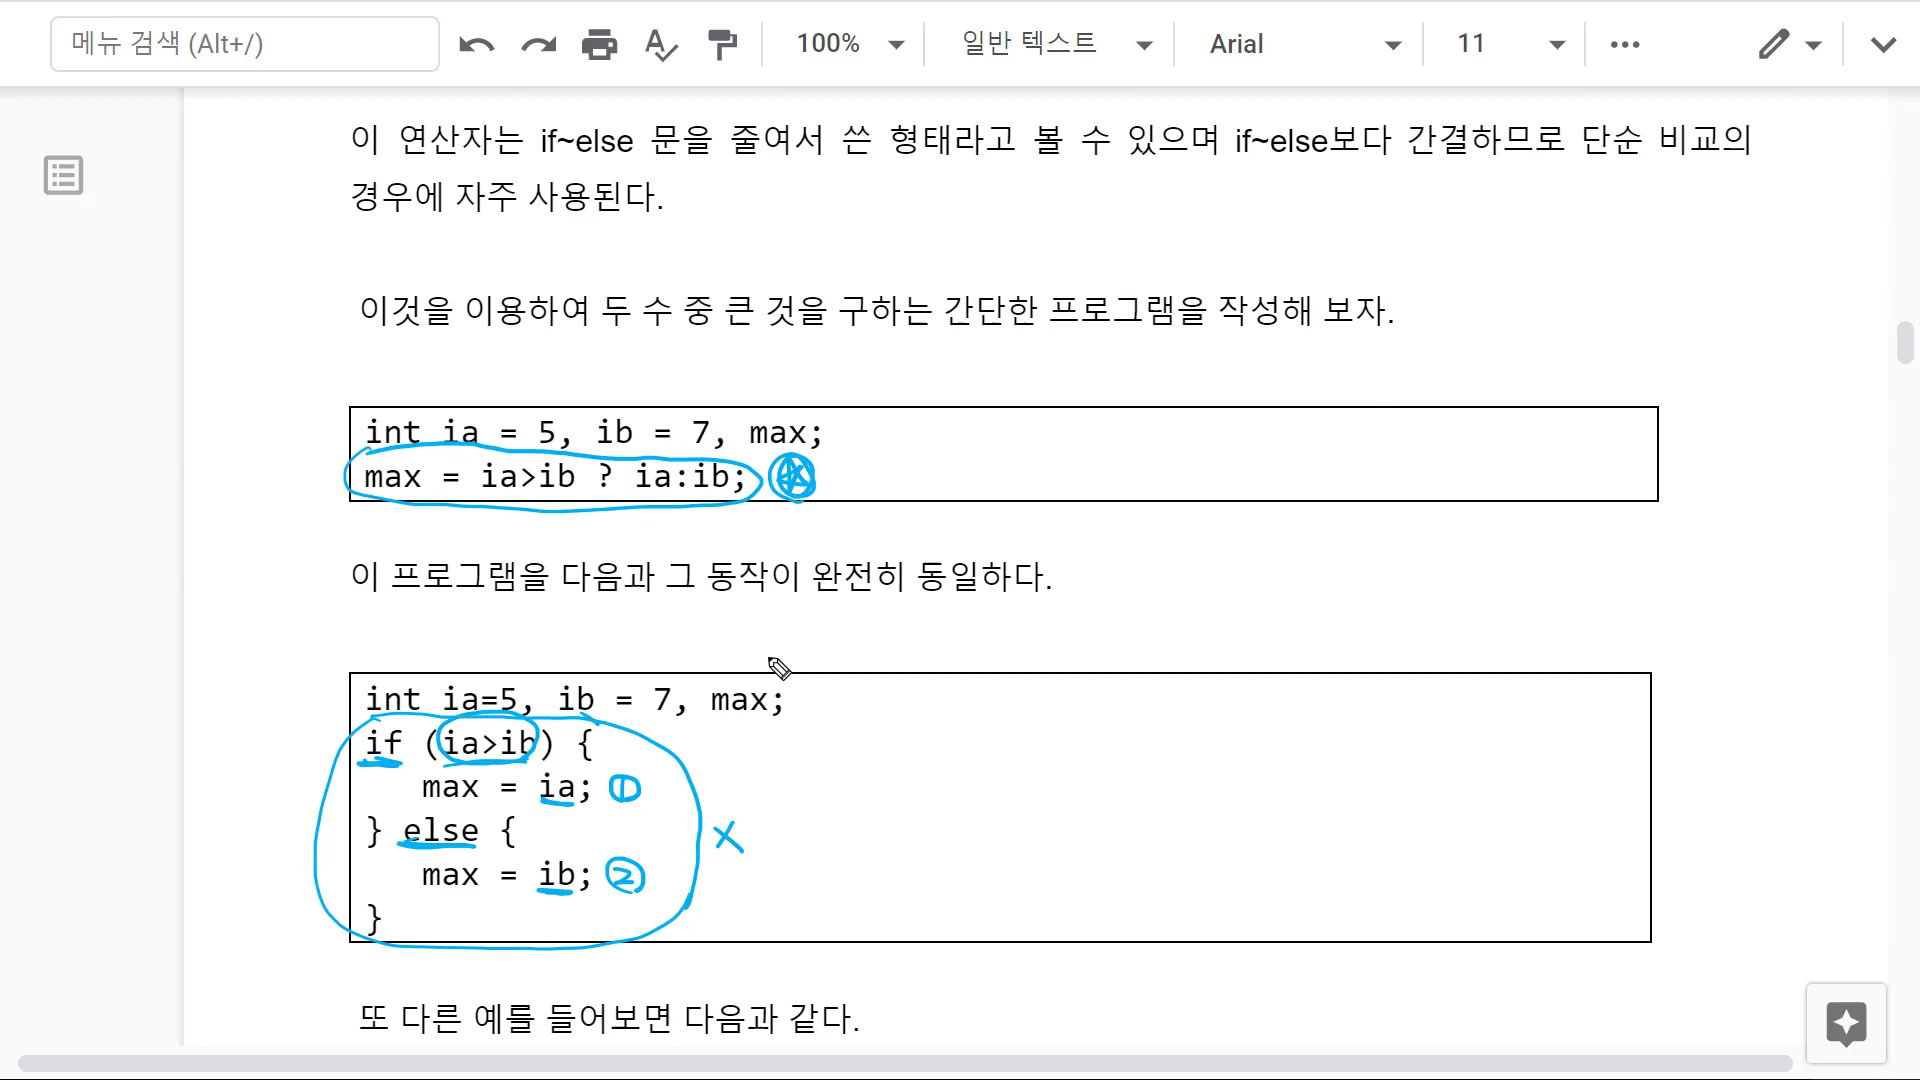 메뉴 검색 (Alt+/)
100%
일반 텍스트
Arial
11
이 연산자는 if~else 문을 줄여서 쓴 형태라고 볼 수 있으며 if~else보다 간결하므로 단순 비교의
경우에 자주 사용된다.
이것을 이용하여 두 수 중 큰 것을 구하는 간단한 프로그램을 작성해 보자.
int ia = 5, ib = 7, max;
max = ia>ib ? ia:ib;
이 프로그램을 다음과 그 동작이 완전히 동일하다.
int ia=5, ib = 7, max;
if (ia>ib) {
max = ia; ①
} else {
max = ib; ②
}
또 다른 예를 들어보면 다음과 같다.